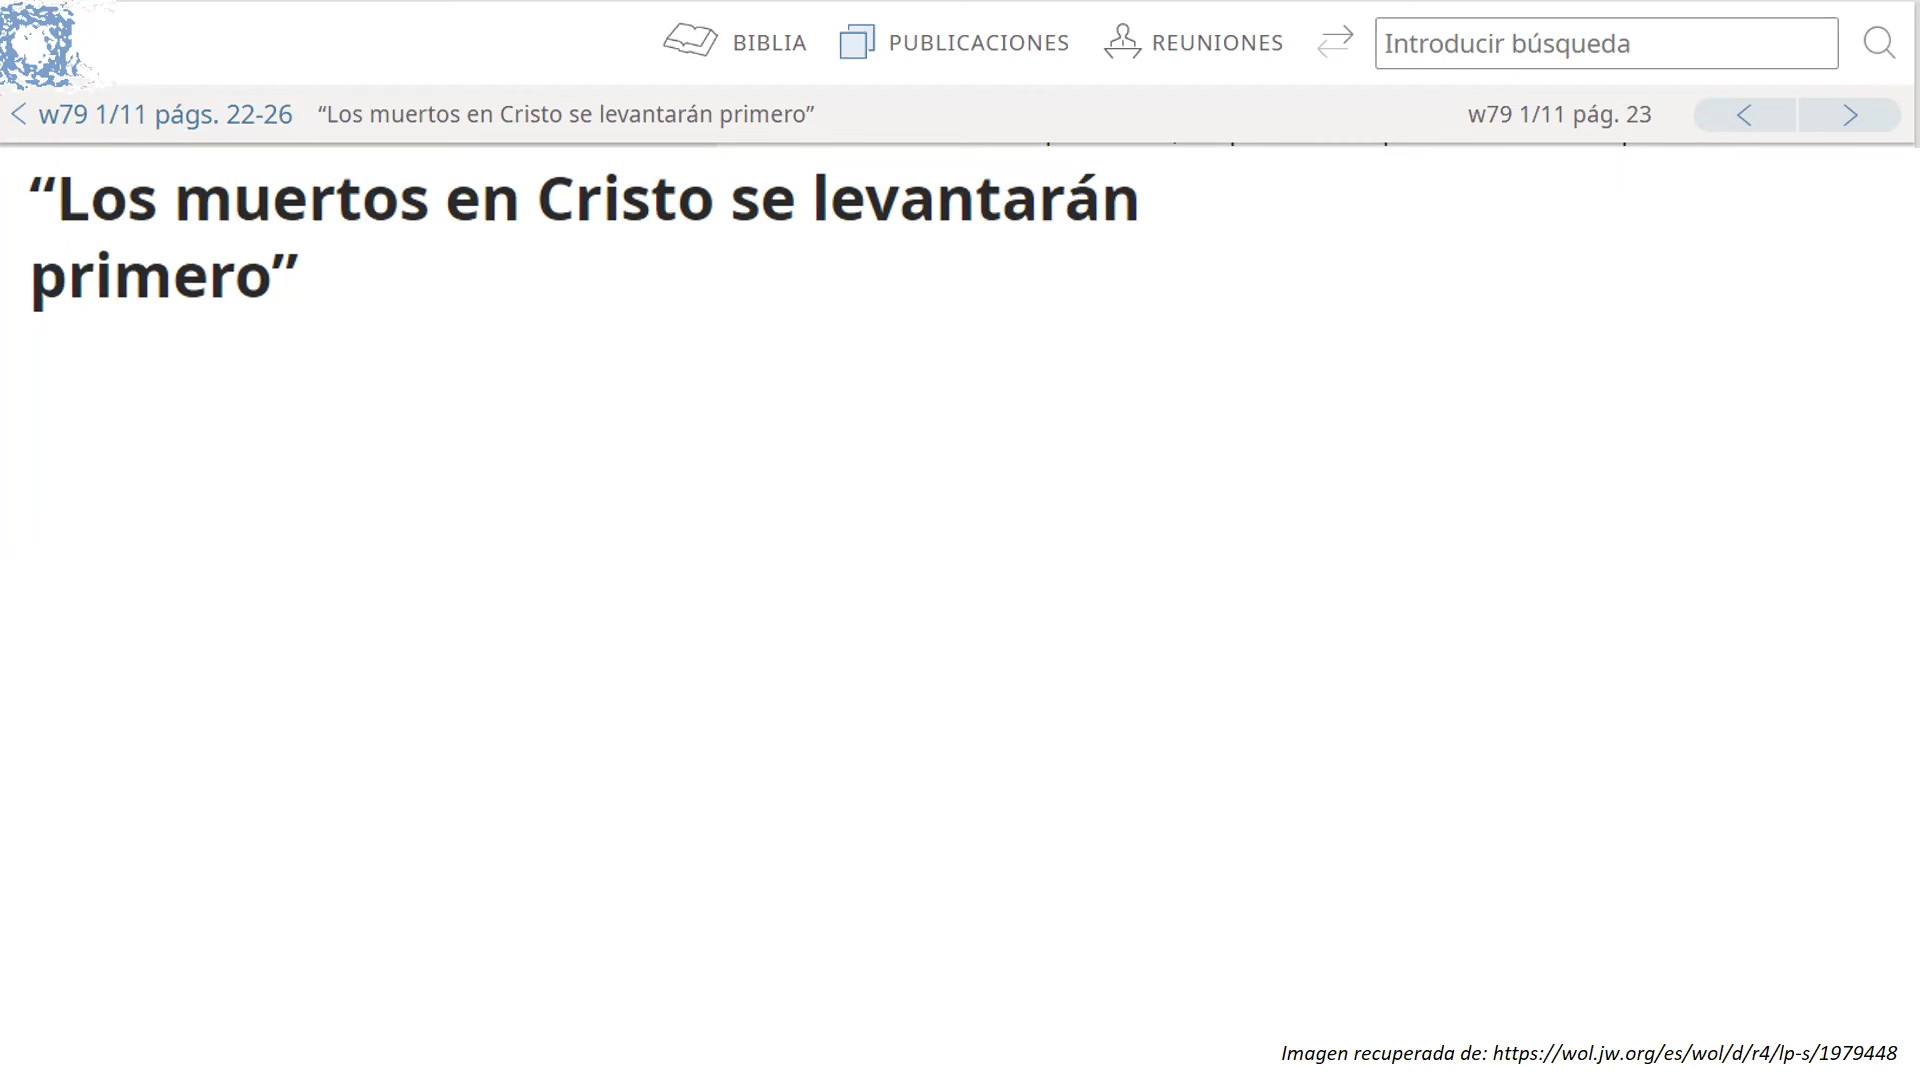 BIBLIA PUBLICACIONES REUNIONES Introducir búsqueda
w79 1/11 págs. 22-26 “Los muertos en Cristo se levantarán primero” w79 1/11 pág. 23
“Los muertos en Cristo se levantarán
primero”
Imagen recuperada de: https://wol.jw.org/es/wol/d/r4/lp-s/1979448